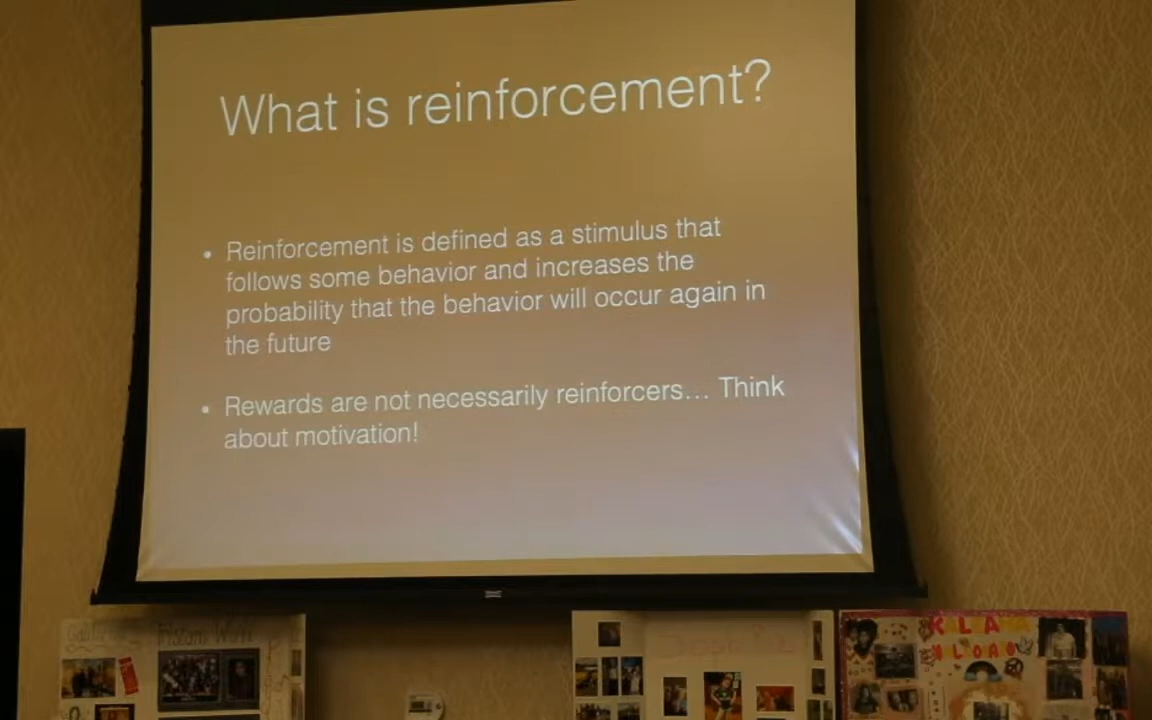 What is reinforcement?
• Reinforcement is defined as a stimulus that
follows some behavior and increases the
probability that the behavior will occur again in
the future
• Rewards are not necessarily reinforcers... Think
about motivation!